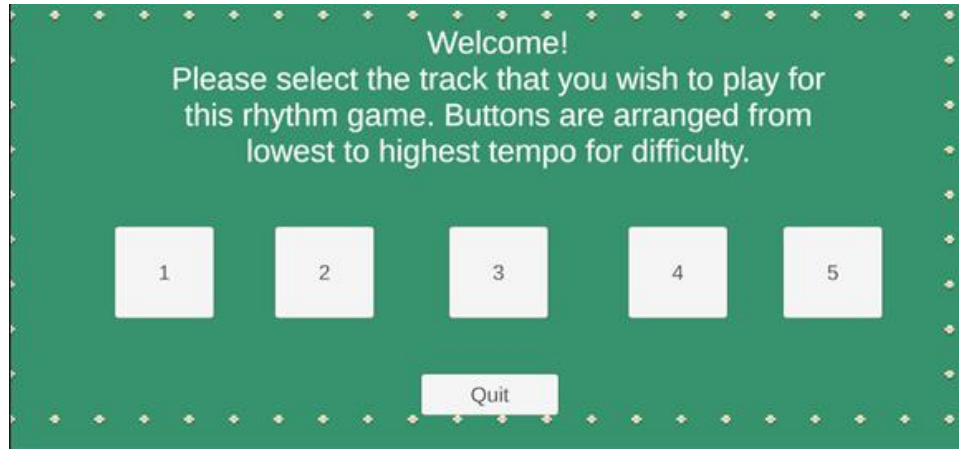 Welcome!
Please select the track that you wish to play for
this rhythm game. Buttons are arranged from
lowest to highest tempo for difficulty.
1 2 3 4 5
Quit